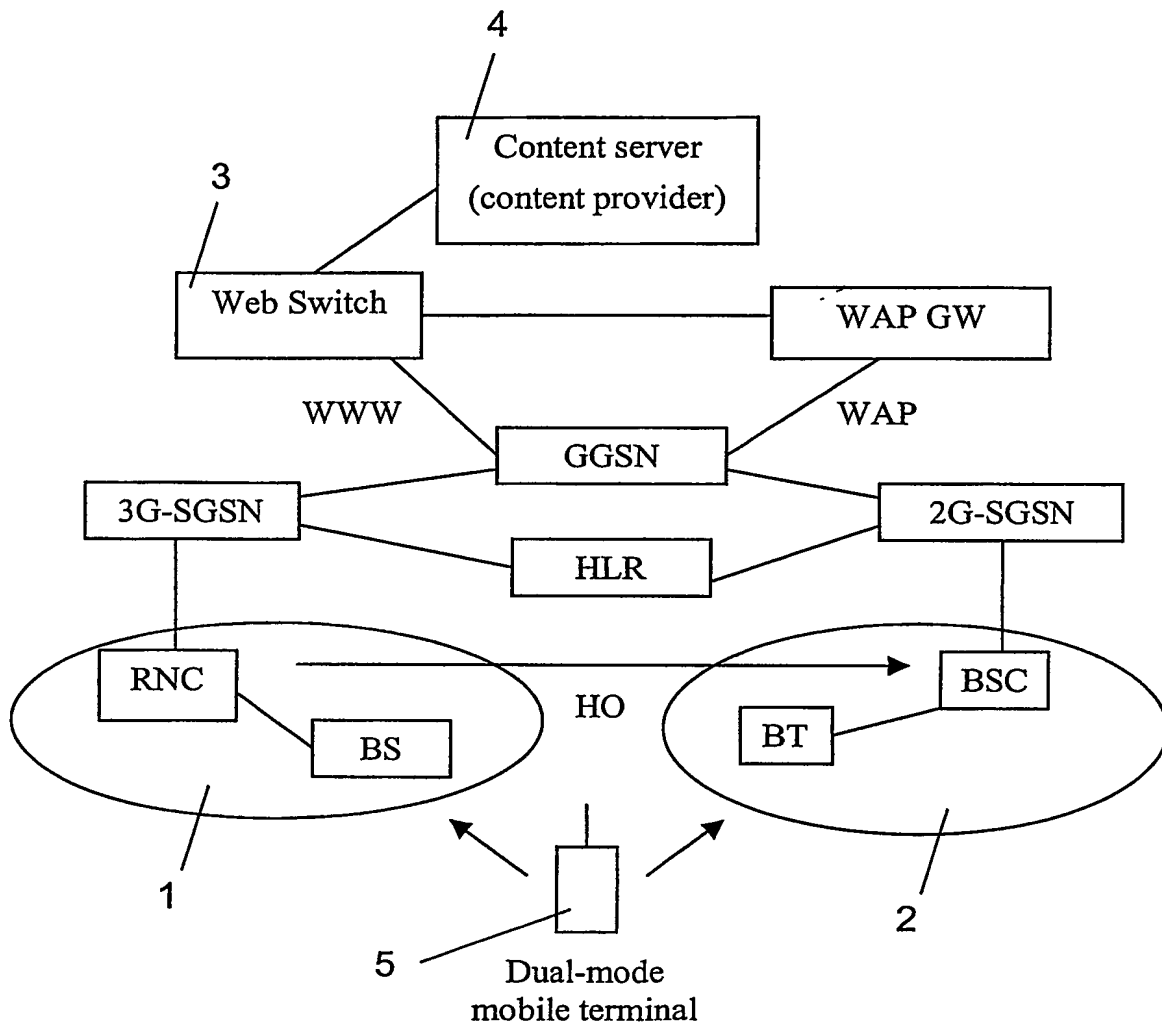 4
Content server
(content provider)
3
Web Switch
WAP GW
WWW
WAP
GGSN
3G-SGSN
2G-SGSN
HLR
RNC
BSC
HO
BS
BT
1
2
5
Dual-mode
mobile terminal